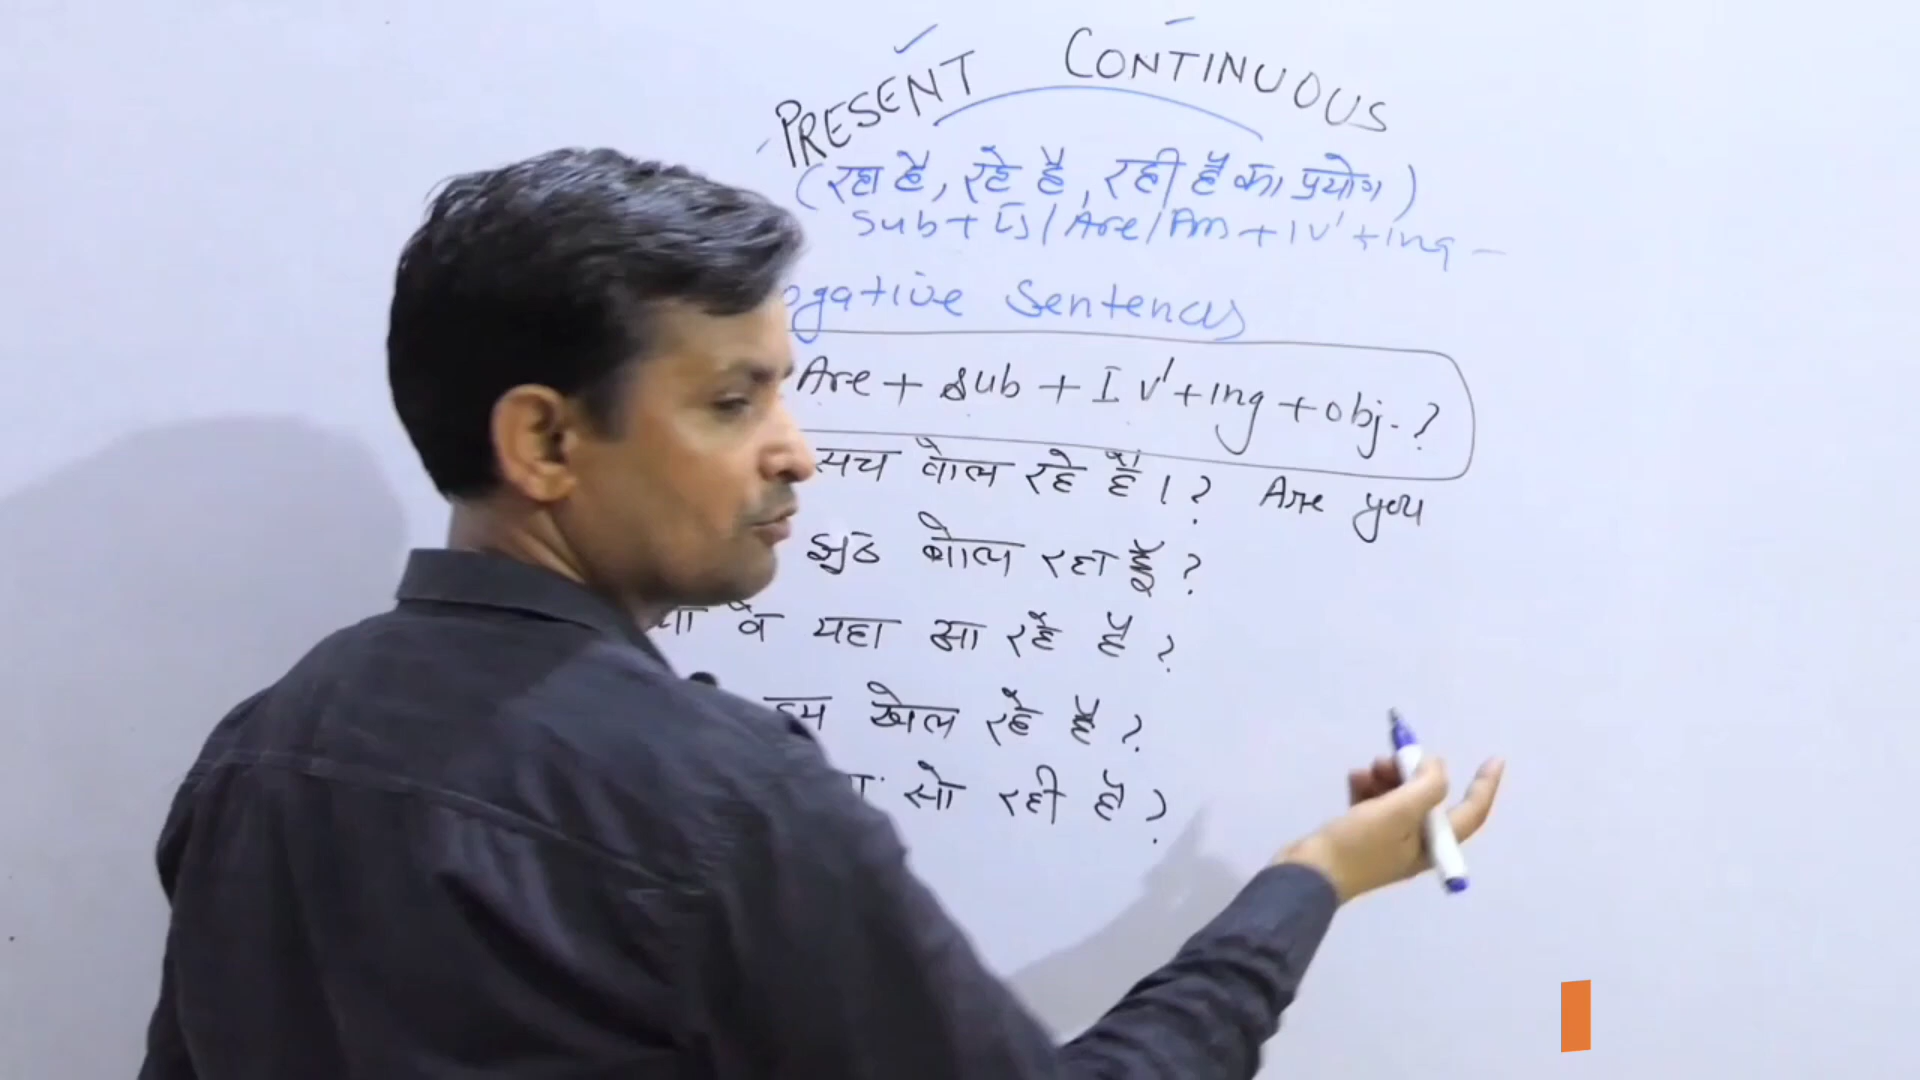 PRESENT CONTINUOUS
(रहा है, रहे है, रही है का प्रयोग)
Sub + Is/Are/Am + IV' + ing -
ogative Sentences
Are + Sub + I V' + ing + obj. ?
सच बोल रहे हैं । ? Are you
झुठ बोल रहा हूँ ?
वे यहा आ रहे है ?
हम खेल रहे है ?
सो रही है ?